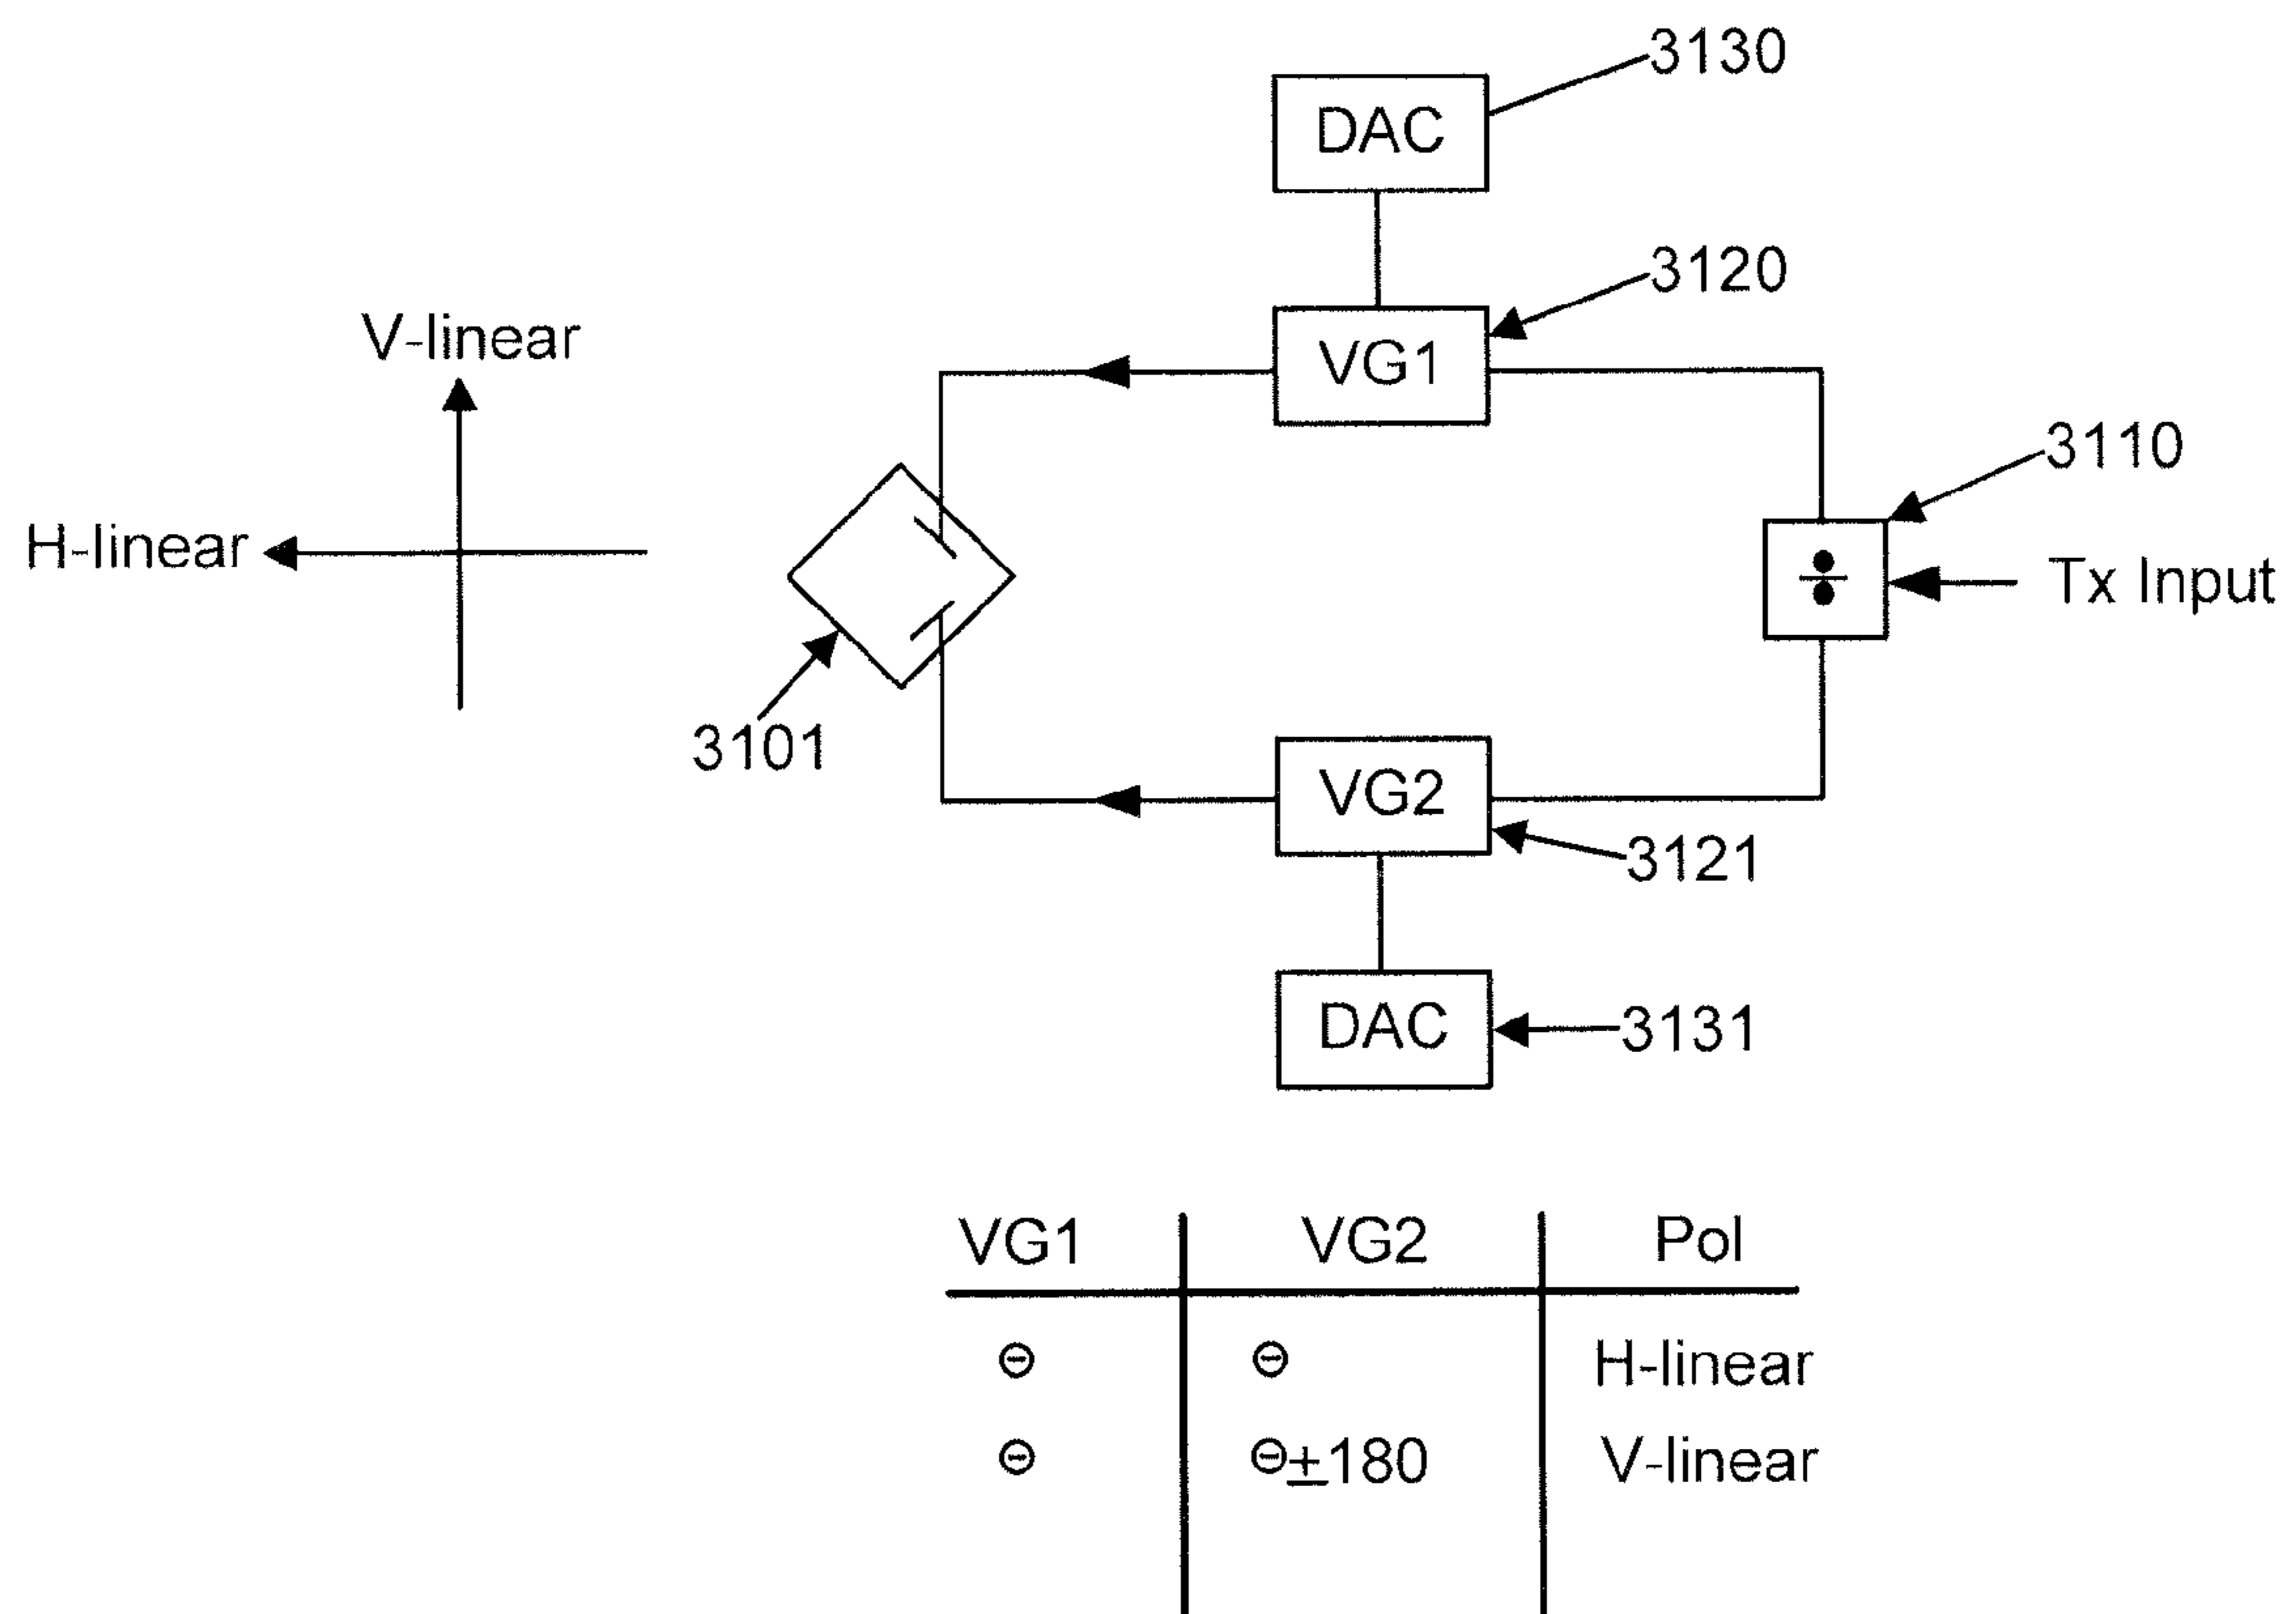 3130
DAC
3120
V-linear
VG1
3110
H-linear
÷
Tx Input
3101
VG2
3121
DAC
3131
VG1 VG2 Pol
Θ Θ H-linear
Θ±180 V-linear
Θ